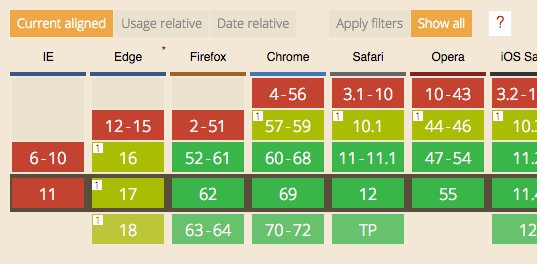 Current aligned Usage relative Date relative Apply filters Show all ?
IE Edge * Firefox Chrome Safari Opera iOS Sa
4-56 3.1-10 10-43 3.2-1
12-15 2-51 1 57-59 1 10.1 1 44-46 1 10.3
6-10 1 16 52-61 60-68 11-11.1 47-54 11.2
11 1 17 62 69 12 55 11.4
1 18 63-64 70-72 TP 12